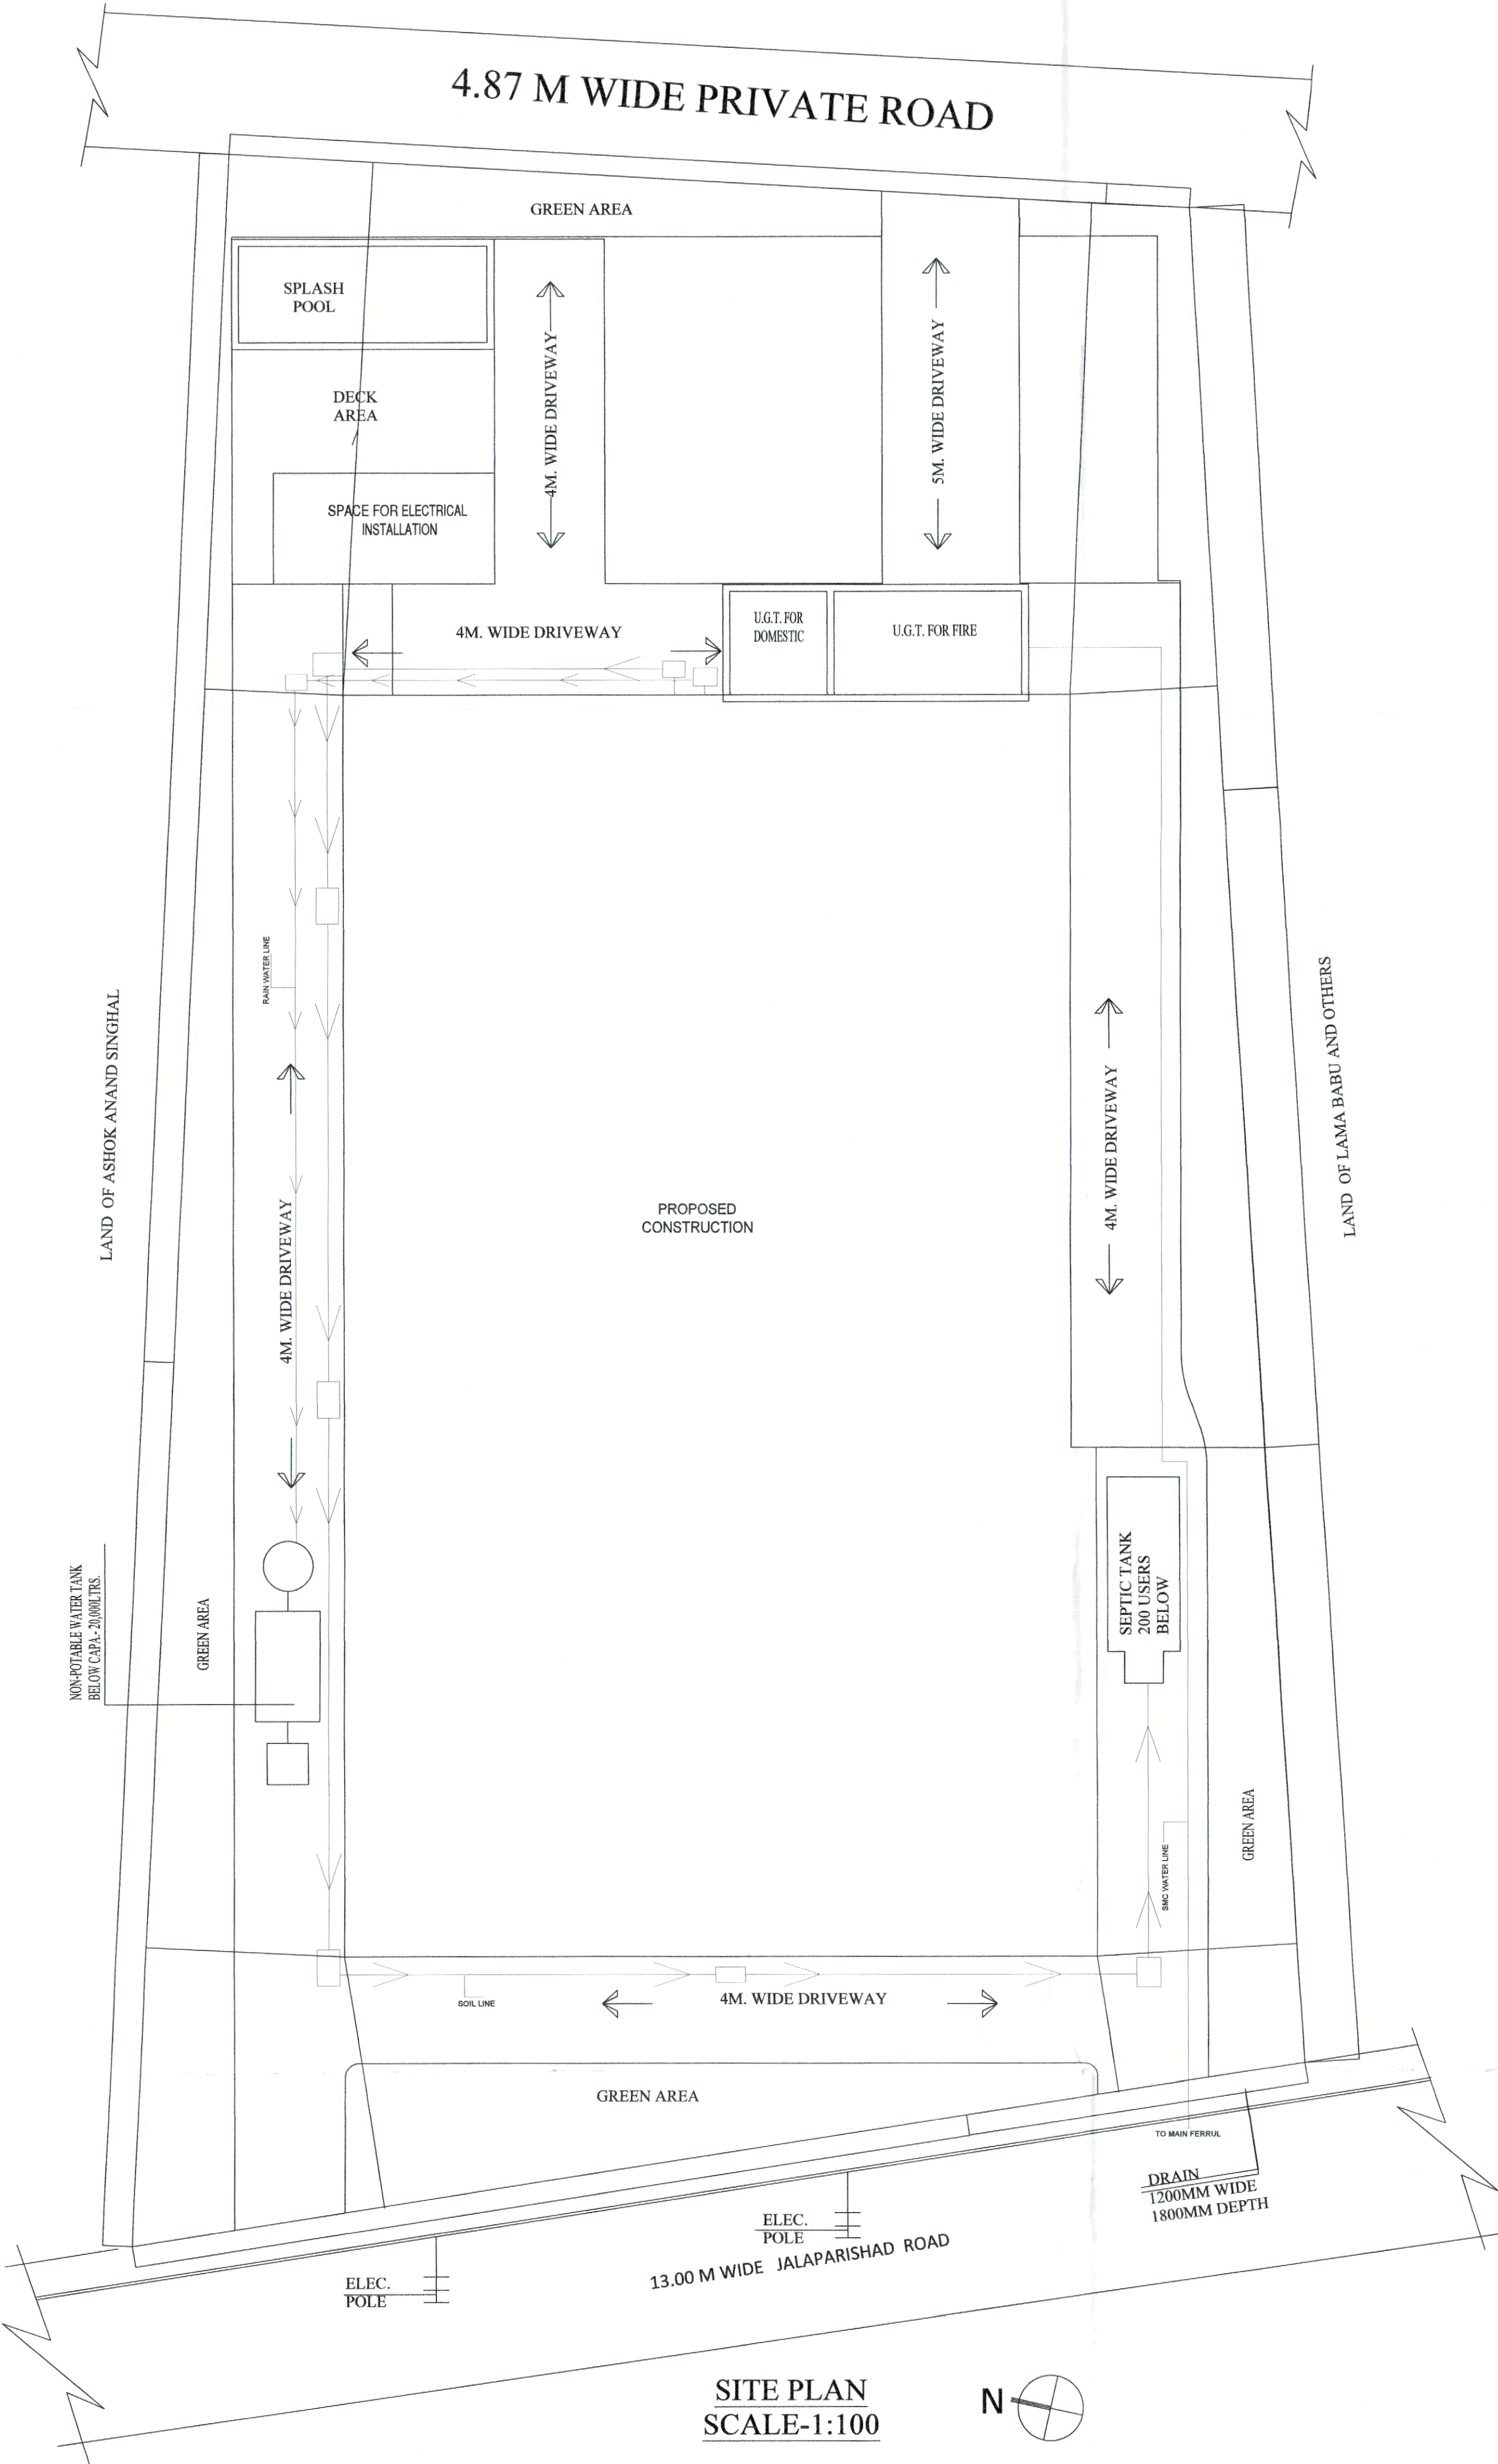 4.87 M WIDE PRIVATE ROAD
GREEN AREA
SPLASH
POOL
DECK
AREA
4M. WIDE DRIVEWAY
5M. WIDE DRIVEWAY
SPACE FOR ELECTRICAL
INSTALLATION
4M. WIDE DRIVEWAY
U.G.T. FOR
DOMESTIC
U.G.T. FOR FIRE
RAIN WATER LINE
LAND OF ASHOK ANAND SINGHAL
LAND OF LAMA BABU AND OTHERS
4M. WIDE DRIVEWAY
4M. WIDE DRIVEWAY
PROPOSED
CONSTRUCTION
NON-POTABLE WATER TANK
BELOW CAPA.- 20,000LTRS.
GREEN AREA
SEPTIC TANK
200 USERS
BELOW
SMC WATER LINE
GREEN AREA
SOIL LINE
4M. WIDE DRIVEWAY
GREEN AREA
TO MAIN FERRUL
DRAIN
1200MM WIDE
1800MM DEPTH
ELEC.
POLE
ELEC.
POLE
13.00 M WIDE JALAPARISHAD ROAD
SITE PLAN
SCALE-1:100
N